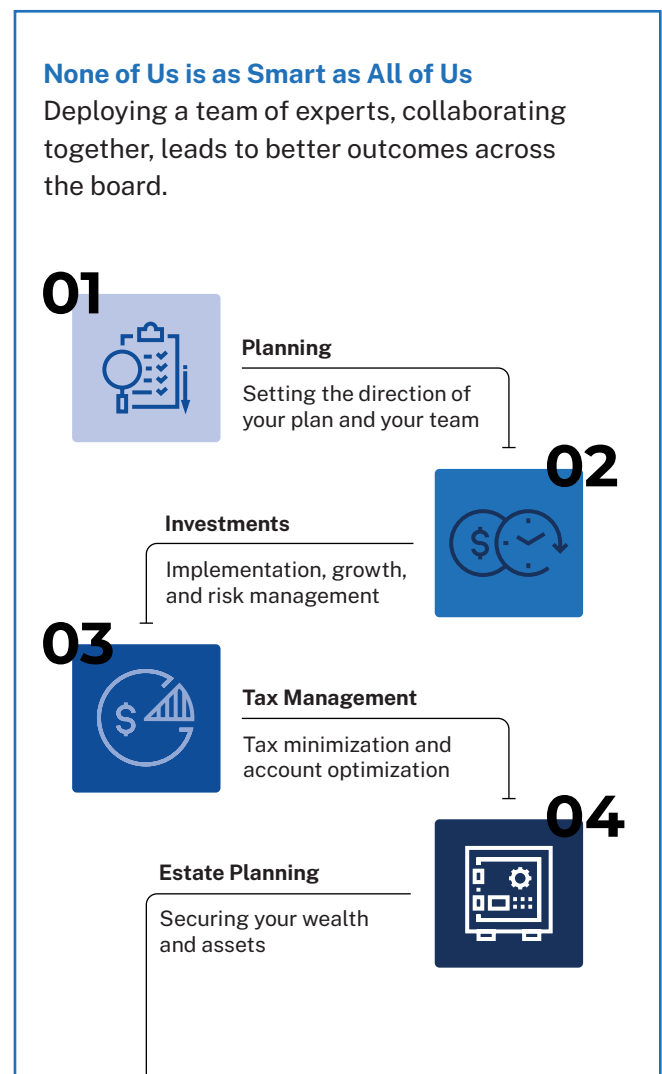 None of Us is as Smart as All of Us
Deploying a team of experts, collaborating
together, leads to better outcomes across
the board.
01
Planning
Setting the direction of
your plan and your team
02
Investments
Implementation, growth,
and risk management
03
$
Tax Management
Tax minimization and
account optimization
04
Estate Planning
Securing your wealth
and assets